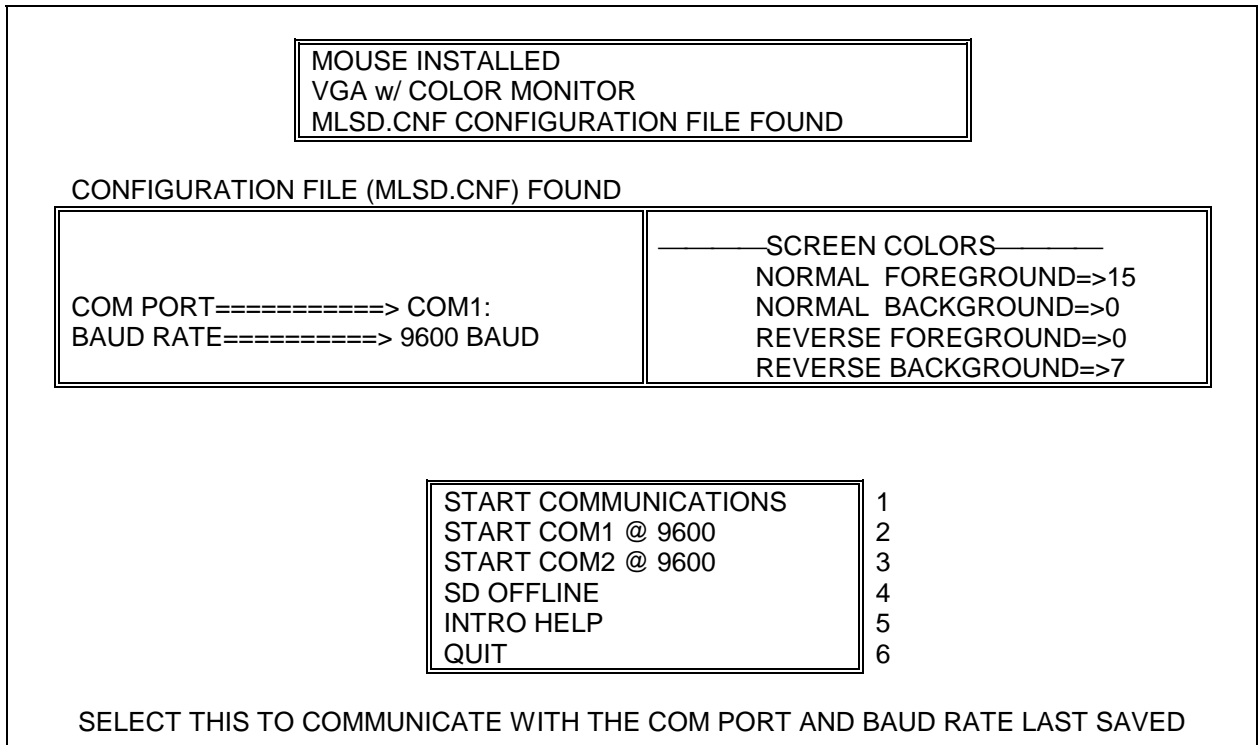 MOUSE INSTALLED
VGA w/ COLOR MONITOR
MLSD.CNF CONFIGURATION FILE FOUND
CONFIGURATION FILE (MLSD.CNF) FOUND
COM PORT===========> COM1:
BAUD RATE==========> 9600 BAUD
————SCREEN COLORS————
NORMAL FOREGROUND=>15
NORMAL BACKGROUND=>0
REVERSE FOREGROUND=>0
REVERSE BACKGROUND=>7
START COMMUNICATIONS 1
START COM1 @ 9600 2
START COM2 @ 9600 3
SD OFFLINE 4
INTRO HELP 5
QUIT 6
SELECT THIS TO COMMUNICATE WITH THE COM PORT AND BAUD RATE LAST SAVED